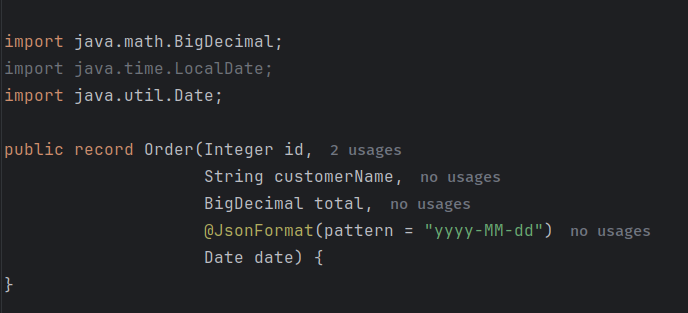 import java.math.BigDecimal;
import java.time.LocalDate;
import java.util.Date;
public record Order(Integer id, 2 usages
String customerName, no usages
BigDecimal total, no usages
@JsonFormat(pattern = "yyyy-MM-dd") no usages
Date date) {
}